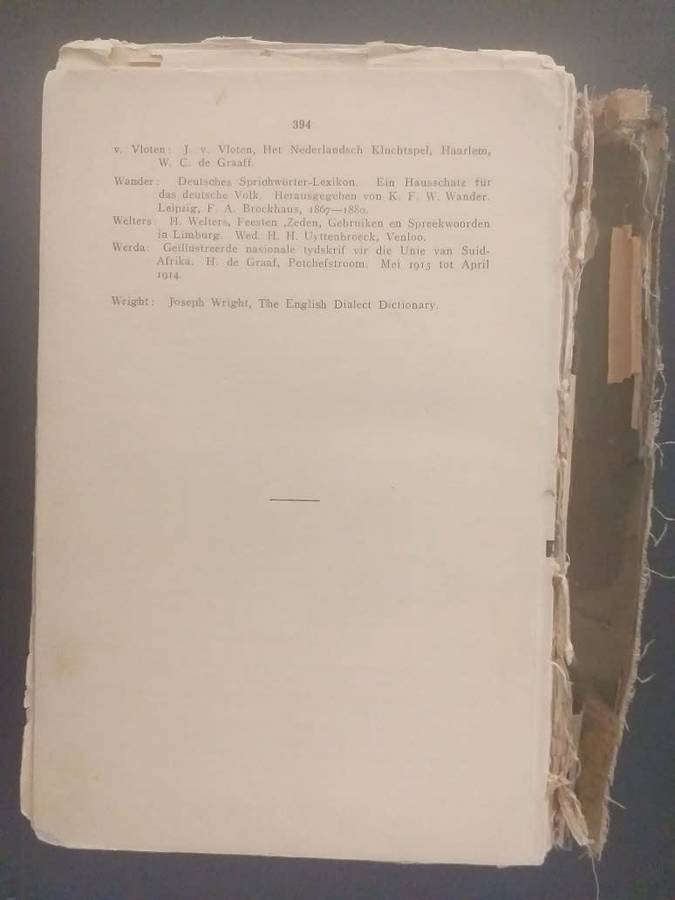 394
v. Vloten: J. v. Vloten, Het Nederlandsch Kluchtspel, Haarlem,
W. C. de Graaff.
Wander: Deutsches Sprichwörter-Lexikon. Ein Hausschatz für
das deutsche Volk. Herausgegeben von K. F. W. Wander.
Leipzig, F. A. Brockhaus, 1867—1880.
Welters: H. Welters, Feesten ,Zeden, Gebruiken en Spreekwoorden
in Limburg. Wed. H. H. Uyttenbroeck, Venloo.
Werda: Geïllustreerde nasionale tydskrif vir die Unie van Suid-
Afrika. H. de Graaf, Potchefstroom. Mei 1913 tot April
1914.
Wright: Joseph Wright, The English Dialect Dictionary.